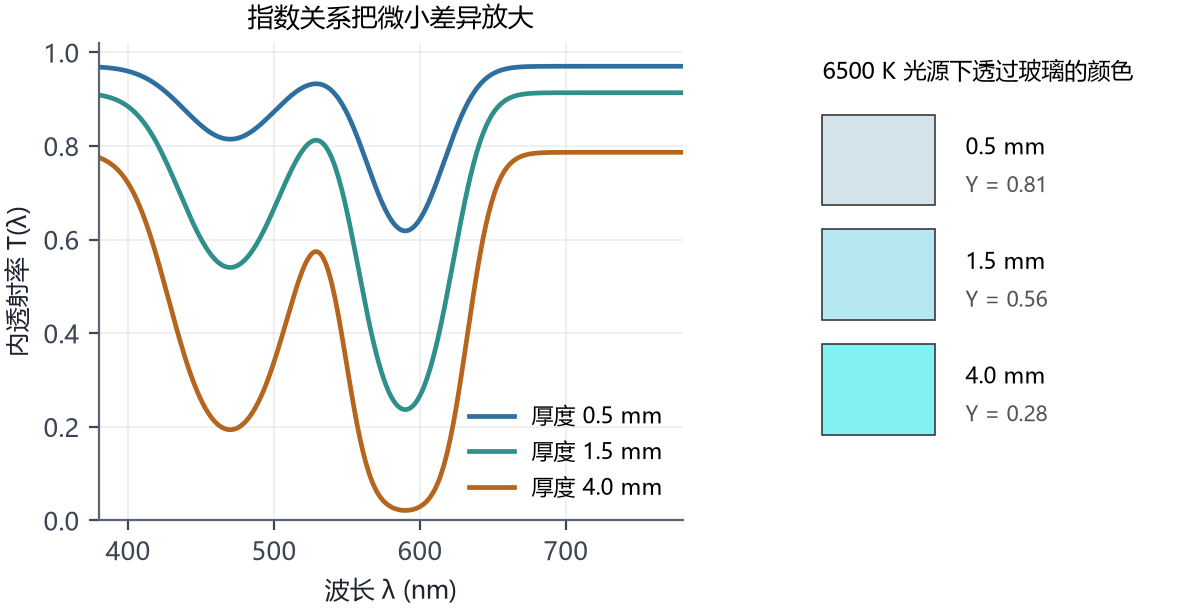 指数关系把微小差异放大
1.0
0.8
0.6
0.4
0.2
0.0
内透射率 T(λ)
400 500 600 700
波长 λ (nm)
厚度 0.5 mm
厚度 1.5 mm
厚度 4.0 mm
6500 K 光源下透过玻璃的颜色
0.5 mm
Y = 0.81
1.5 mm
Y = 0.56
4.0 mm
Y = 0.28